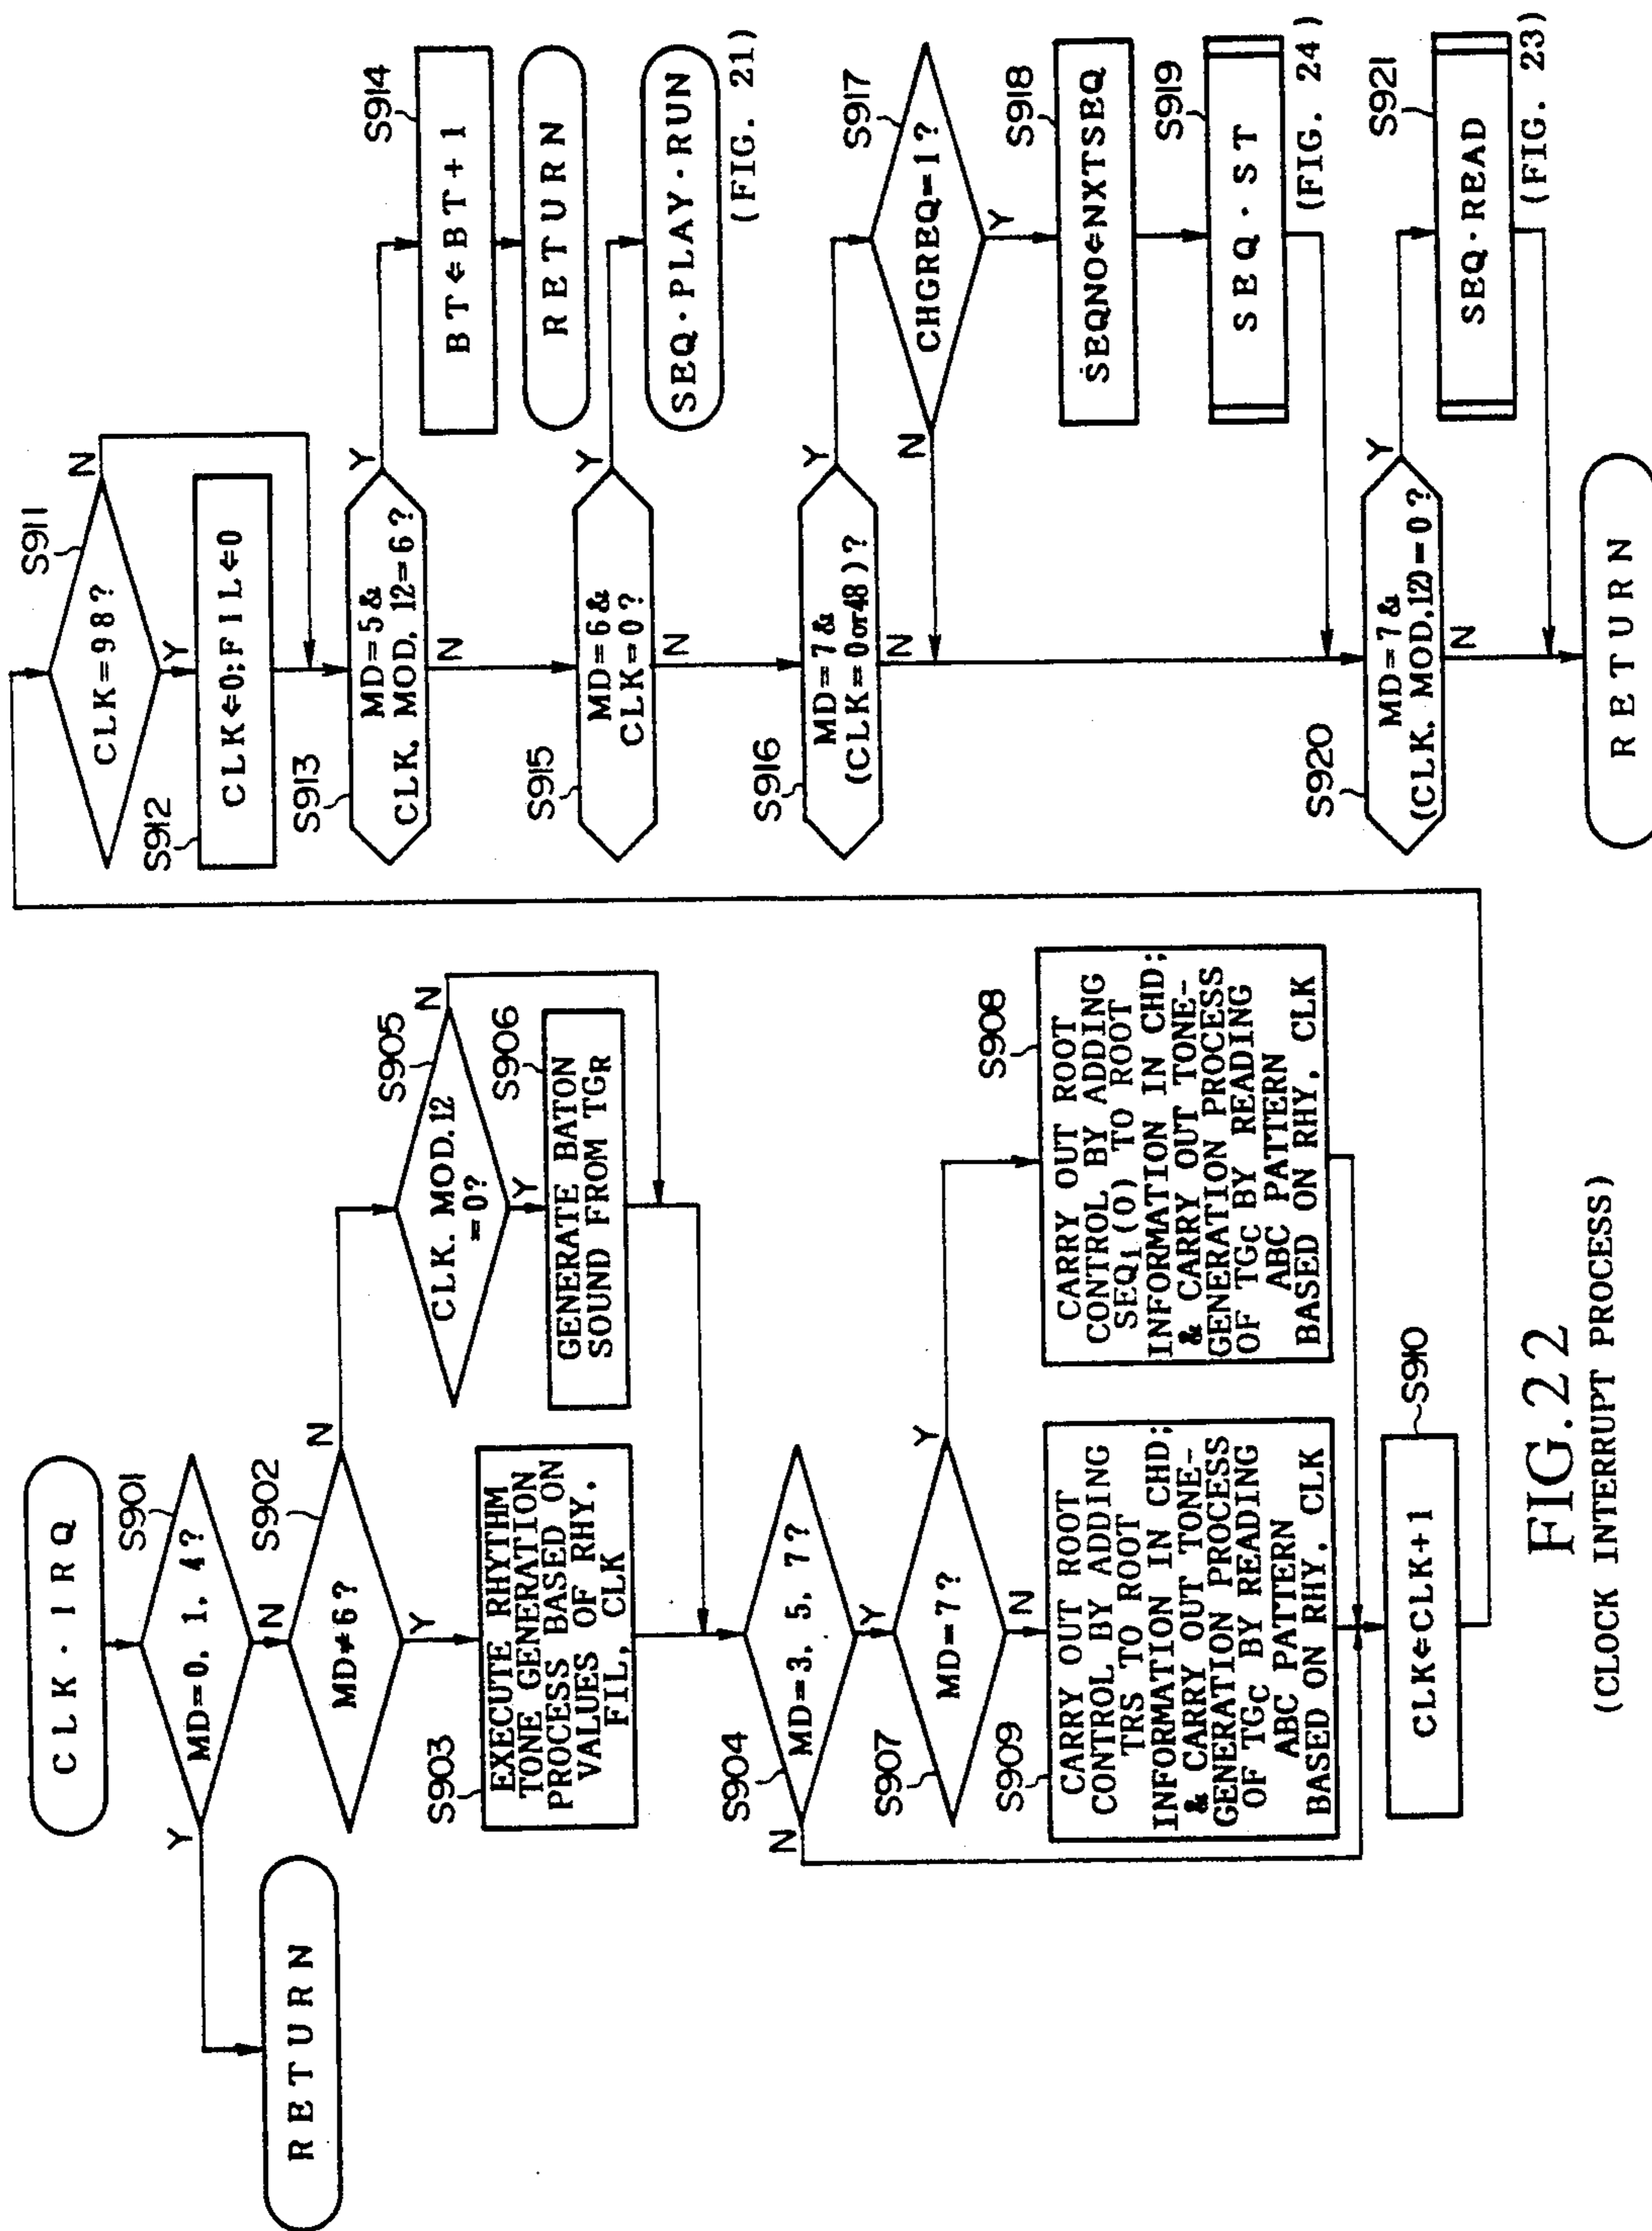 CLK·IRQ
S901
MD=0, 1, 4?
Y
N
RETURN
S902
MD≠6?
N
Y
S903
EXECUTE RHYTHM
TONE GENERATION
PROCESS BASED ON
VALUES OF RHY,
FIL, CLK
S905
CLK. MOD. 12
=0?
N
Y
S906
GENERATE BATON
SOUND FROM TGR
S904
MD=3, 5, 7?
N
Y
S907
MD=7?
Y
N
S909
CARRY OUT ROOT
CONTROL BY ADDING
TRS TO ROOT
INFORMATION IN CHD;
& CARRY OUT TONE-
GENERATION PROCESS
OF TGC BY READING
ABC PATTERN
BASED ON RHY, CLK
S908
CARRY OUT ROOT
CONTROL BY ADDING
SEQ1(0) TO ROOT
INFORMATION IN CHD;
& CARRY OUT TONE-
GENERATION PROCESS
OF TGC BY READING
ABC PATTERN
BASED ON RHY, CLK
S910
CLK⇐CLK+1
S911
CLK=98?
N
Y
S912
CLK⇐0;FIL⇐0
S913
MD=5 &
CLK. MOD. 12=6?
Y
N
S914
BT⇐BT+1
RETURN
S915
MD=6 &
CLK=0?
Y
N
SEQ·PLAY·RUN
(FIG. 21)
S916
MD=7 &
(CLK=0 or 48)?
Y
N
S917
CHGREQ=1?
N
Y
S918
SEQNO⇐NXTSEQ
S919
SEQ·ST
(FIG. 24)
S920
MD=7 &
(CLK. MOD. 12)=0?
Y
N
S921
SEQ·READ
(FIG. 23)
RETURN
FIG.22
(CLOCK INTERRUPT PROCESS)